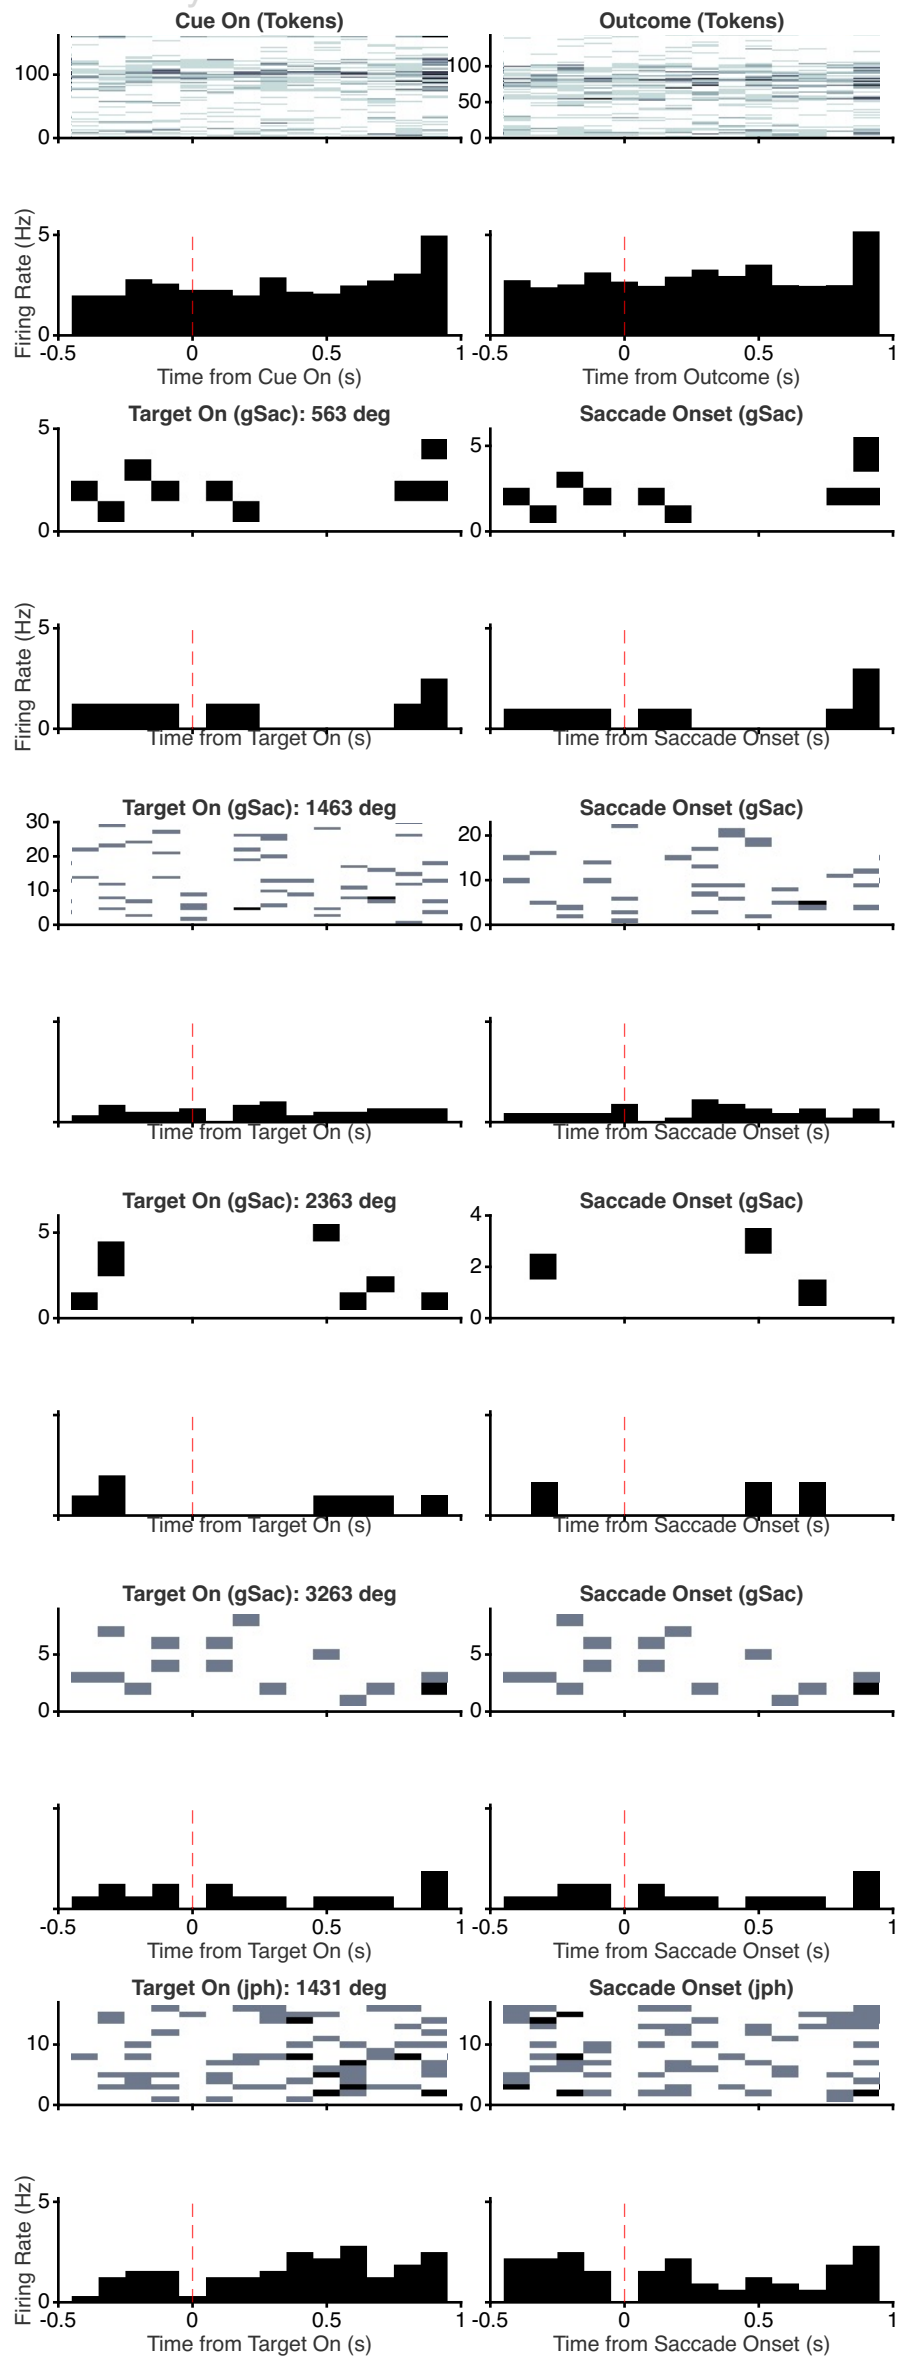 Cue On (Tokens) Outcome (Tokens)
100 100
50
0 0
Firing Rate (Hz)
5
0
-0.5 0 0.5 1 -0.5 0 0.5 1
Time from Cue On (s) Time from Outcome (s)
Target On (gSac): 563 deg Saccade Onset (gSac)
5 5
0 0
Firing Rate (Hz)
5
0
Time from Target On (s) Time from Saccade Onset (s)
Target On (gSac): 1463 deg Saccade Onset (gSac)
30
20 20
10 10
0 0
Time from Target On (s) Time from Saccade Onset (s)
Target On (gSac): 2363 deg Saccade Onset (gSac)
5 4
2
0 0
Time from Target On (s) Time from Saccade Onset (s)
Target On (gSac): 3263 deg Saccade Onset (gSac)
5 5
0 0
-0.5 0 0.5 1 -0.5 0 0.5 1
Time from Target On (s) Time from Saccade Onset (s)
Target On (jph): 1431 deg Saccade Onset (jph)
10 10
0 0
Firing Rate (Hz)
5
0
-0.5 0 0.5 1 -0.5 0 0.5 1
Time from Target On (s) Time from Saccade Onset (s)